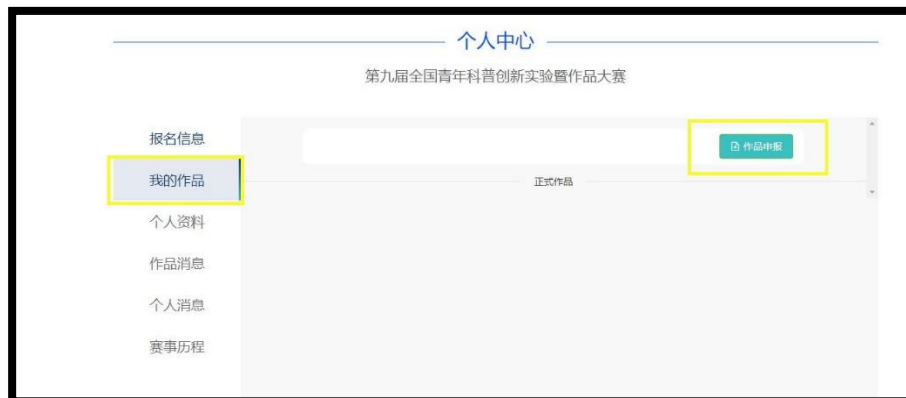 个人中心
第九届全国青年科普创新实验暨作品大赛
报名信息
作品申报
我的作品
正式作品
个人资料
作品消息
个人消息
赛事历程